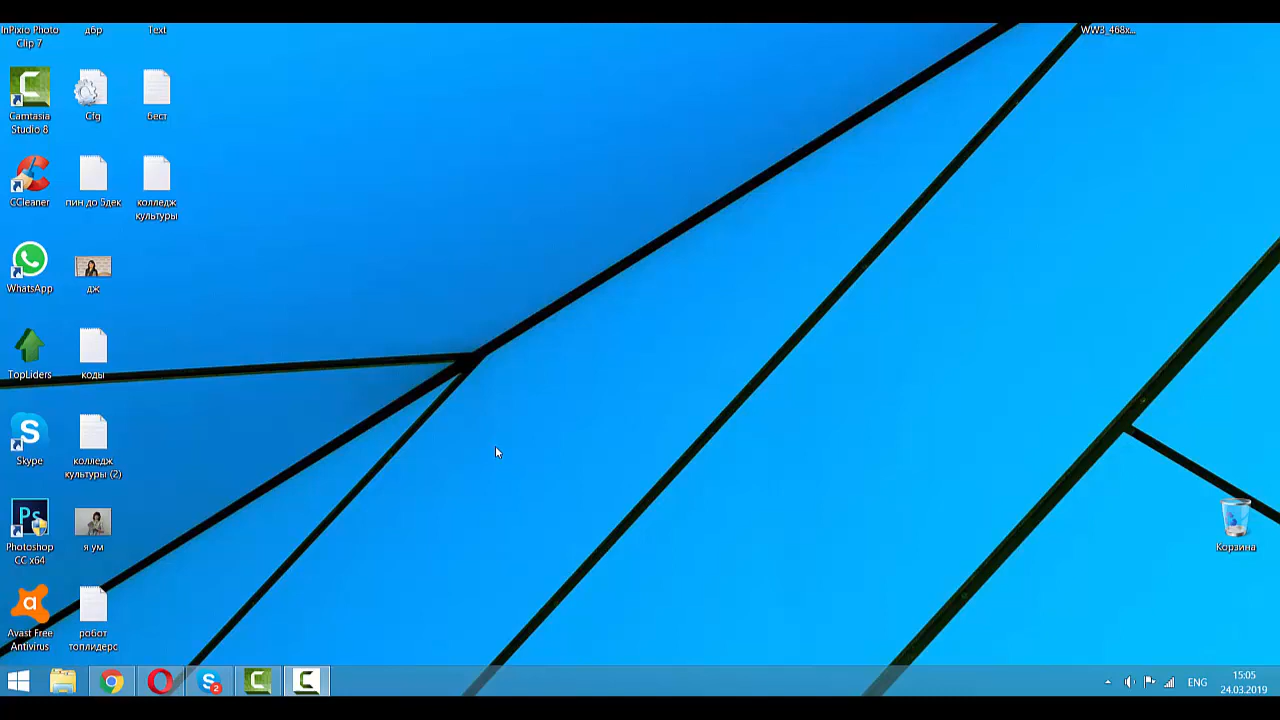 InPixio Photo
Clip 7
дбр
Text
WW3_468x...
Camtasia
Studio 8
Cfg
бест
CCleaner
пин до 5дек
колледж
культуры
WhatsApp
дж
TopLiders
коды
Skype
колледж
культуры (2)
Ps
Photoshop
CC x64
я ум
Корзина
Avast Free
Antivirus
робот
топлидерс
2
ENG
15:05
24.03.2019